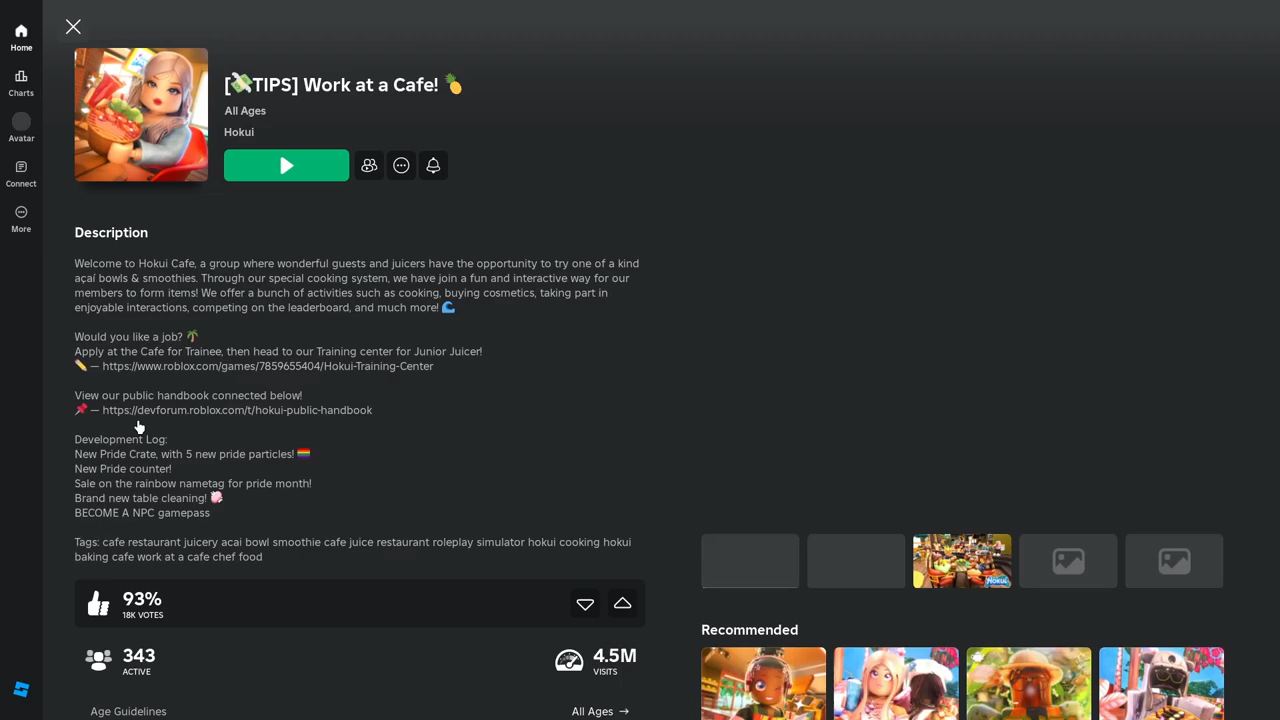 Home
Charts
Avatar
Connect
More
[💸TIPS] Work at a Cafe! 🍍
All Ages
Hokui
Description
Welcome to Hokui Cafe, a group where wonderful guests and juicers have the opportunity to try one of a kind
açaí bowls & smoothies. Through our special cooking system, we have join a fun and interactive way for our
members to form items! We offer a bunch of activities such as cooking, buying cosmetics, taking part in
enjoyable interactions, competing on the leaderboard, and much more! 🌊
Would you like a job? 🌴
Apply at the Cafe for Trainee, then head to our Training center for Junior Juicer!
✏️ — https://www.roblox.com/games/7859655404/Hokui-Training-Center
View our public handbook connected below!
📌 — https://devforum.roblox.com/t/hokui-public-handbook
Development Log:
New Pride Crate, with 5 new pride particles! 🏳️‍🌈
New Pride counter!
Sale on the rainbow nametag for pride month!
Brand new table cleaning! 🧼
BECOME A NPC gamepass
Tags: cafe restaurant juicery acai bowl smoothie cafe juice restaurant roleplay simulator hokui cooking hokui
baking cafe work at a cafe chef food
93%
18K VOTES
343
ACTIVE
4.5M
VISITS
Age Guidelines
All Ages →
HOKUI
Recommended